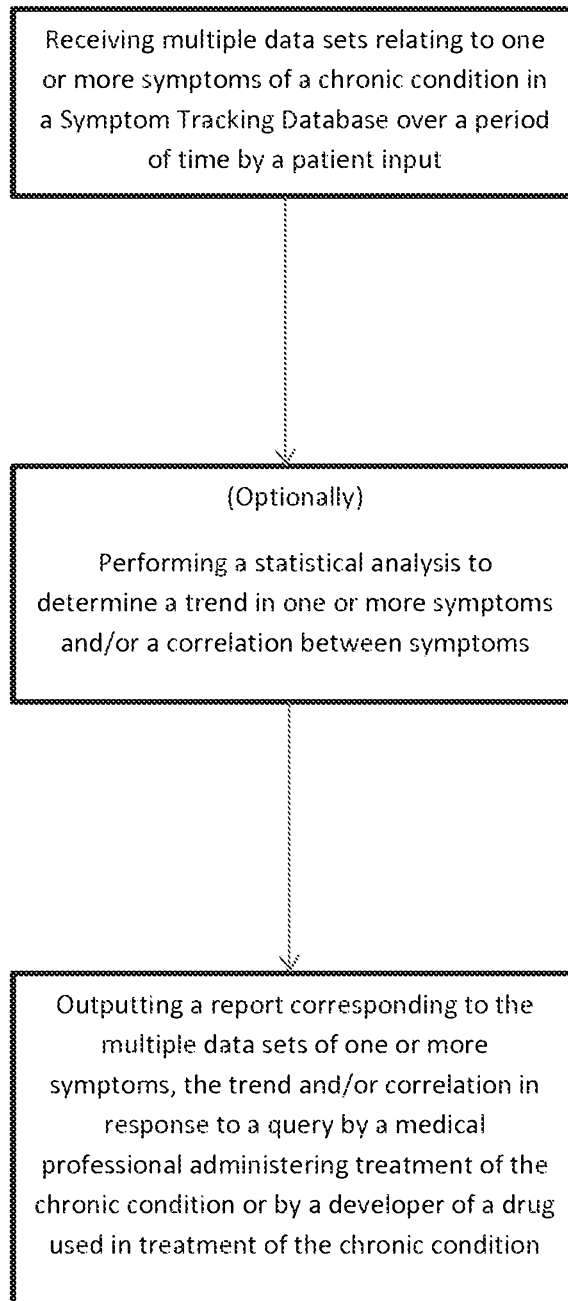 Receiving multiple data sets relating to one
or more symptoms of a chronic condition in
a Symptom Tracking Database over a period
of time by a patient input
(Optionally)
Performing a statistical analysis to
determine a trend in one or more symptoms
and/or a correlation between symptoms
Outputting a report corresponding to the
multiple data sets of one or more
symptoms, the trend and/or correlation in
response to a query by a medical
professional administering treatment of the
chronic condition or by a developer of a drug
used in treatment of the chronic condition